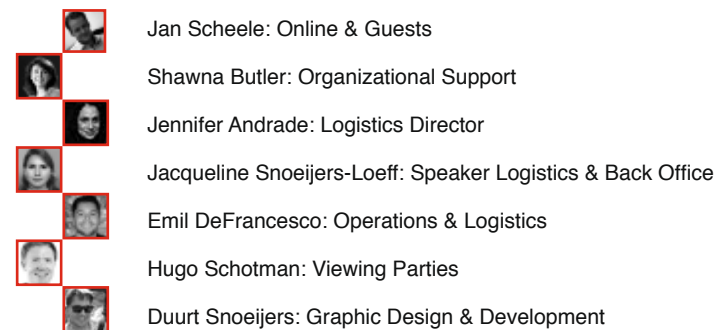 Jan Scheele: Online & Guests
Shawna Butler: Organizational Support
Jennifer Andrade: Logistics Director
Jacqueline Snoeijers-Loeff: Speaker Logistics & Back Office
Emil DeFrancesco: Operations & Logistics
Hugo Schotman: Viewing Parties
Duurt Snoeijers: Graphic Design & Development